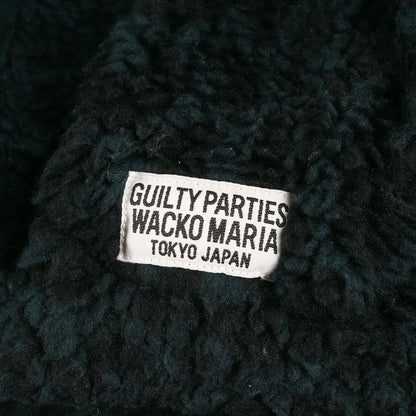 GUILTY PARTIES
WACKO MARIA
TOKYO JAPAN